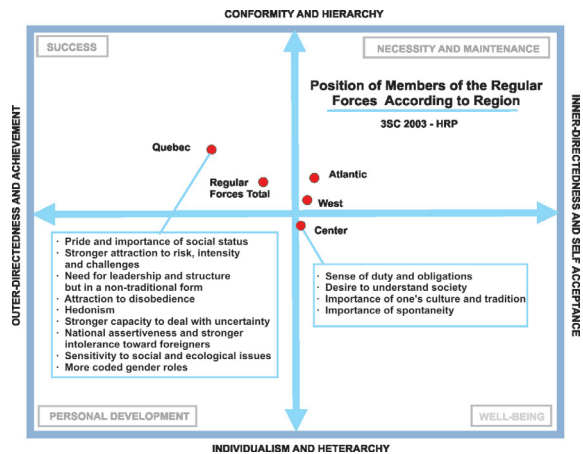 CONFORMITY AND HIERARCHY
SUCCESS
NECESSITY AND MAINTENANCE
Position of Members of the Regular
Forces According to Region
3SC 2003 - HRP
OUTER-DIRECTEDNESS AND ACHIEVEMENT
INNER-DIRECTEDNESS AND SELF ACCEPTANCE
Quebec
Regular
Forces Total
Atlantic
West
Center
· Pride and importance of social status
· Stronger attraction to risk, intensity
and challenges
· Need for leadership and structure
but in a non-traditional form
· Attraction to disobedience
· Hedonism
· Stronger capacity to deal with uncertainty
· National assertiveness and stronger
intolerance toward foreigners
· Sensitivity to social and ecological issues
· More coded gender roles
· Sense of duty and obligations
· Desire to understand society
· Importance of one's culture and tradition
· Importance of spontaneity
PERSONAL DEVELOPMENT
WELL-BEING
INDIVIDUALISM AND HETERARCHY